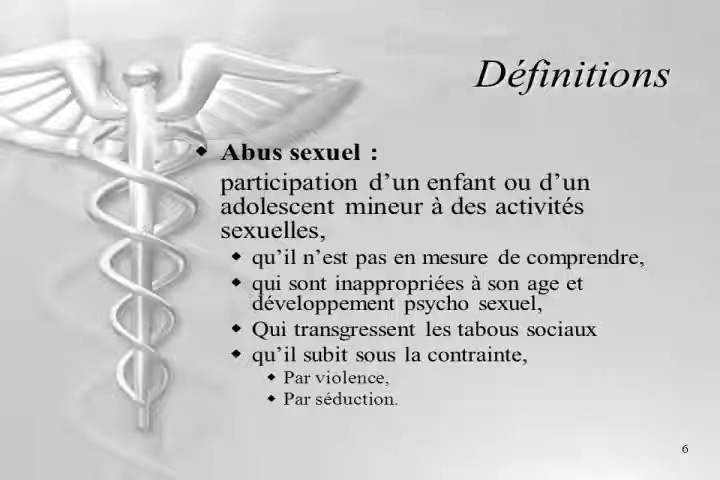 Définitions
Abus sexuel :
participation d’un enfant ou d’un
adolescent mineur à des activités
sexuelles,
qu’il n’est pas en mesure de comprendre,
qui sont inappropriées à son age et
développement psycho sexuel,
Qui transgressent les tabous sociaux
qu’il subit sous la contrainte,
Par violence,
Par séduction.
6